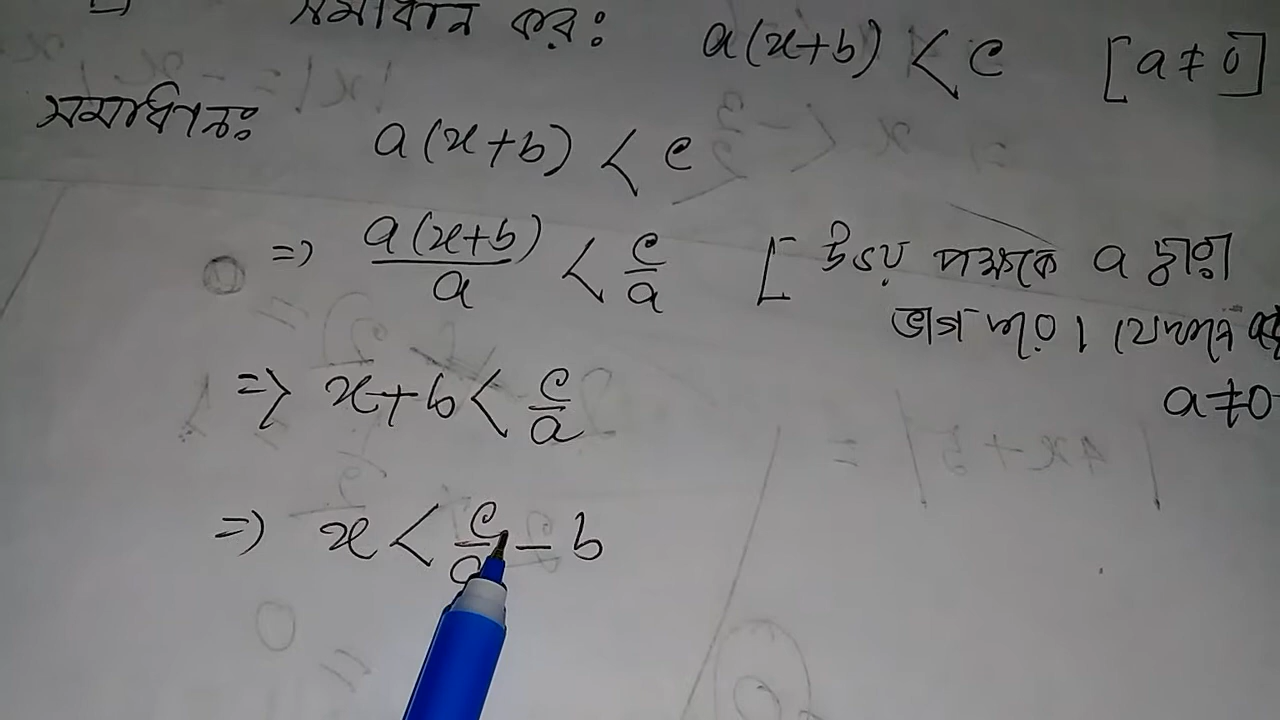 সমাধান কর: a(x+b) < c [a ≠ 0]
সমাধান: a(x+b) < c
=> a(x+b)/a < c/a [উভয় পক্ষকে a দ্বারা
ভাগ করে। যেখানে
a≠0
=> x+b < c/a
=> x < c/a - b